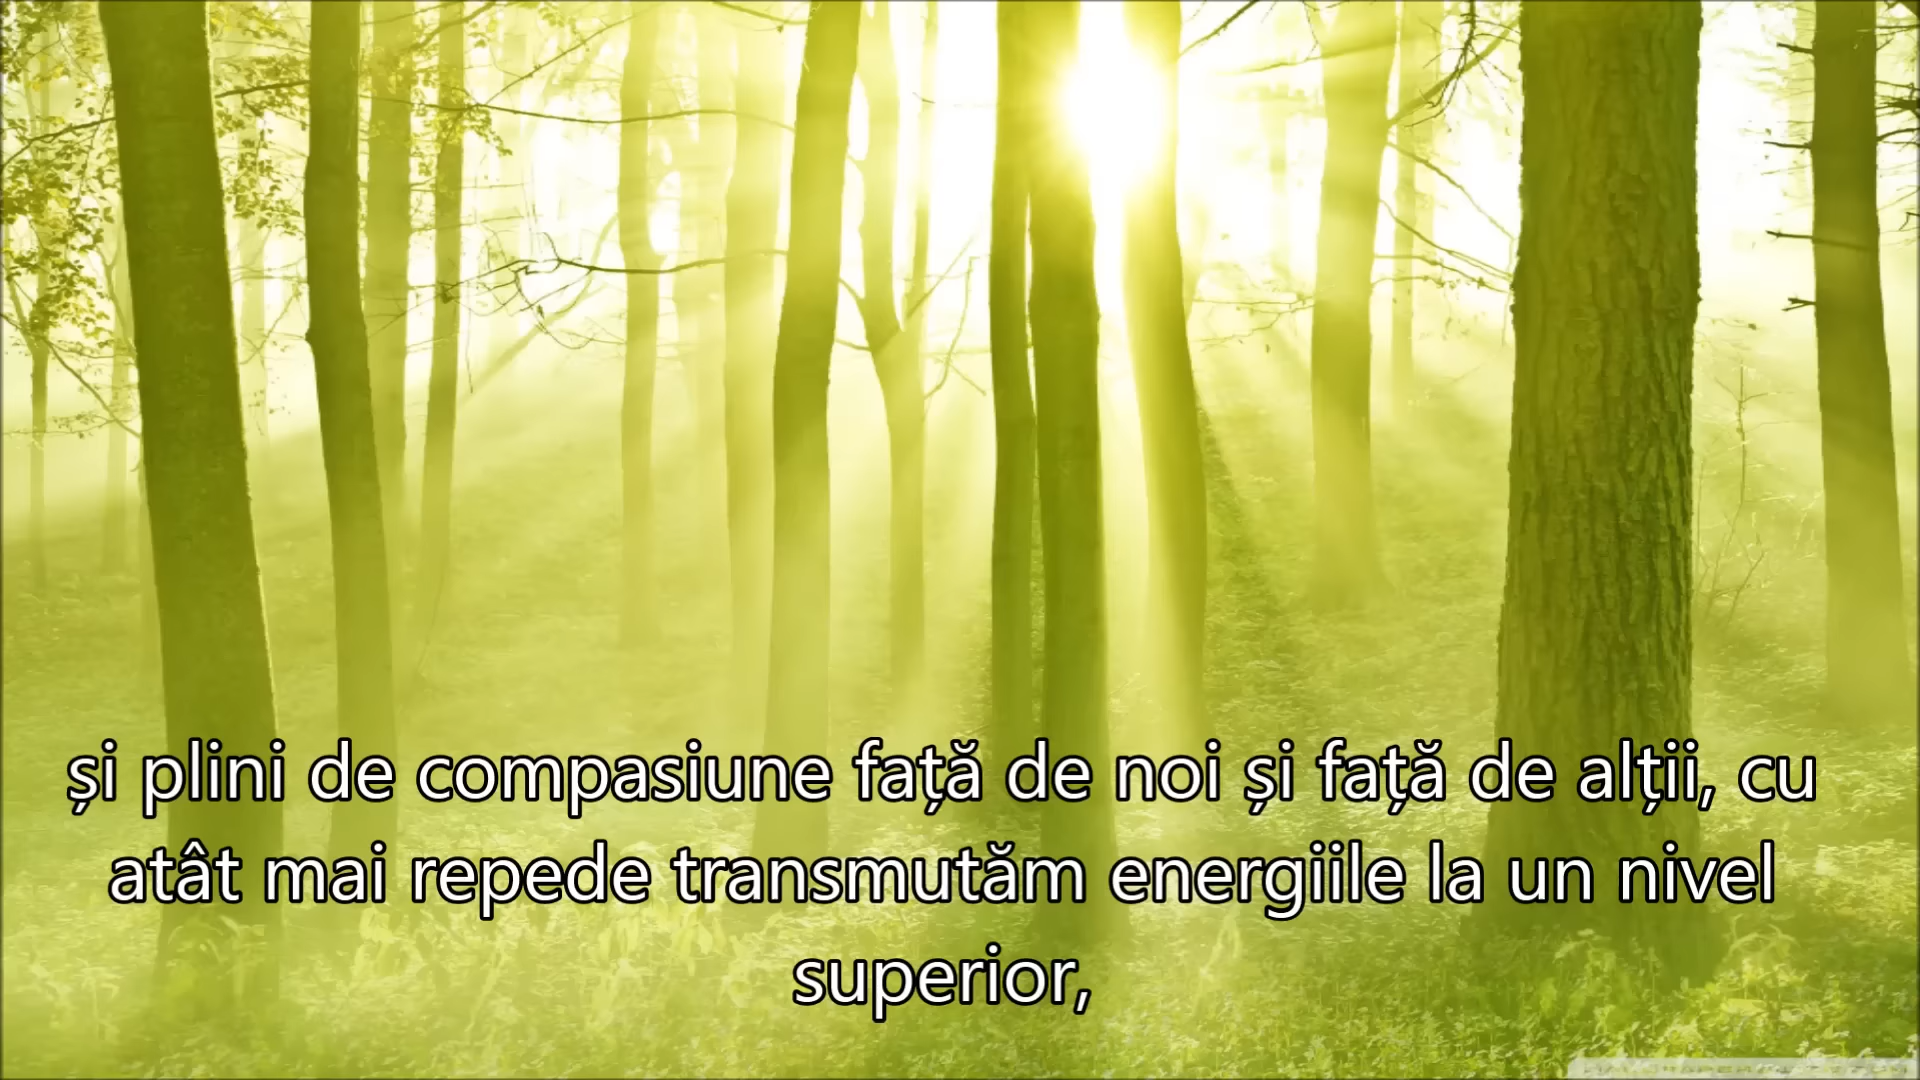 și plini de compasiune față de noi și față de alții, cu
atât mai repede transmutăm energiile la un nivel
superior,